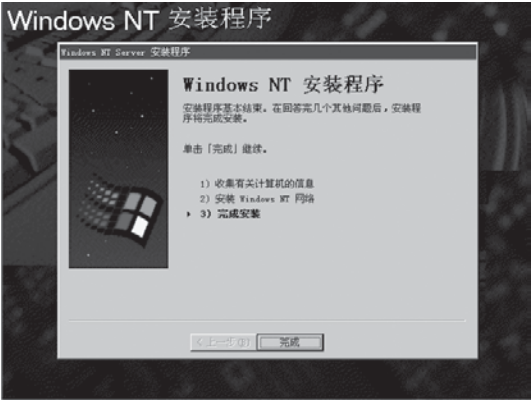 Windows NT 安装程序
Windows NT Server 安装程序
Windows NT 安装程序
安装程序基本结束。在回答完几个其他问题后,安装程
序将完成安装。
单击「完成」继续。
1) 收集有关计算机的信息
2) 安装 Windows NT 网络
3) 完成安装
< 上一步(B)
完成